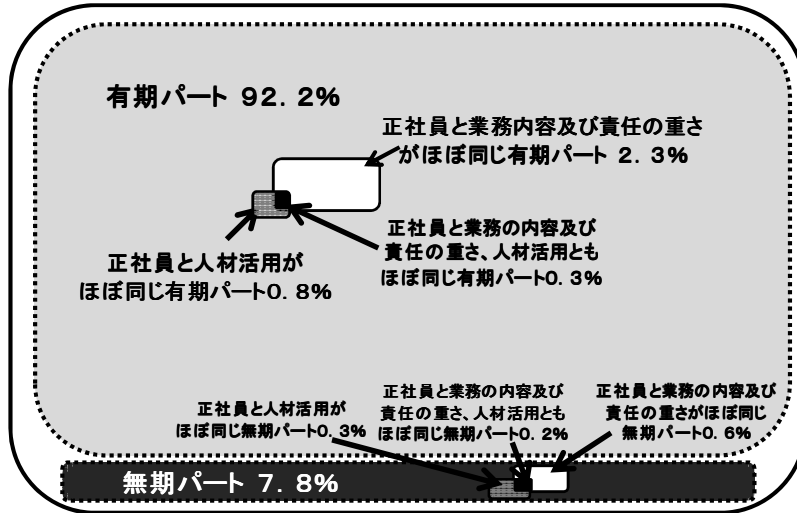 有期パート 92．2％
正社員と業務内容及び責任の重さ
がほぼ同じ有期パート 2．3％
正社員と業務の内容及び
責任の重さ、人材活用とも
ほぼ同じ有期パート0．3％
正社員と人材活用が
ほぼ同じ有期パート0．8％
正社員と人材活用が
ほぼ同じ無期パート0．3％
正社員と業務の内容及び
責任の重さ、人材活用とも
ほぼ同じ無期パート0．2％
正社員と業務の内容及び
責任の重さがほぼ同じ
無期パート0．6％
無期パート 7．8％